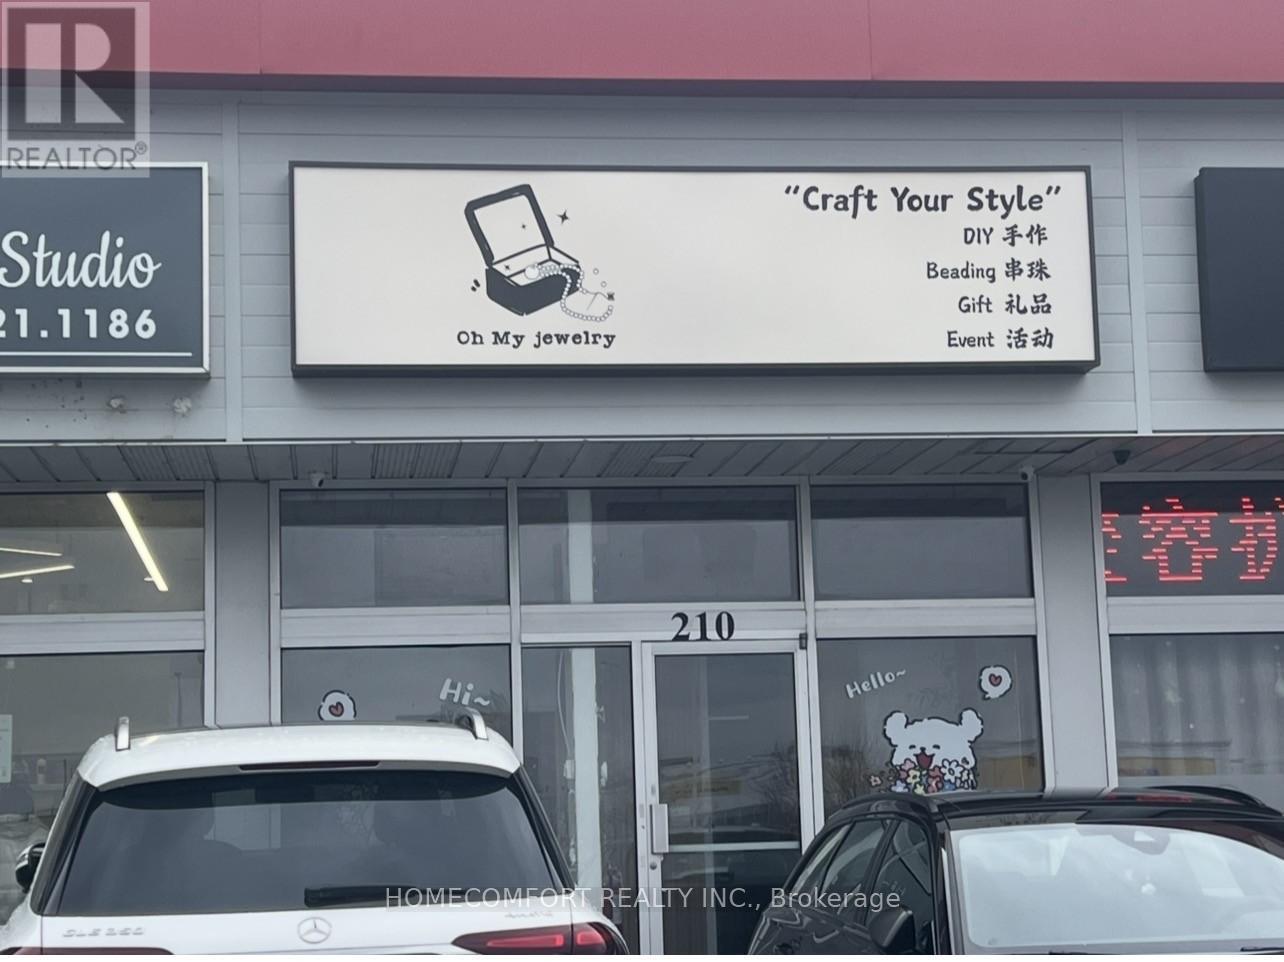 REALTOR®
Studio
21.1186
"Craft Your Style"
DIY 手作
Beading 串珠
Gift 礼品
Event 活动
Oh My jewelry
容
210
Hi~
Hello~
HOMECOMFORT REALTY INC., Brokerage